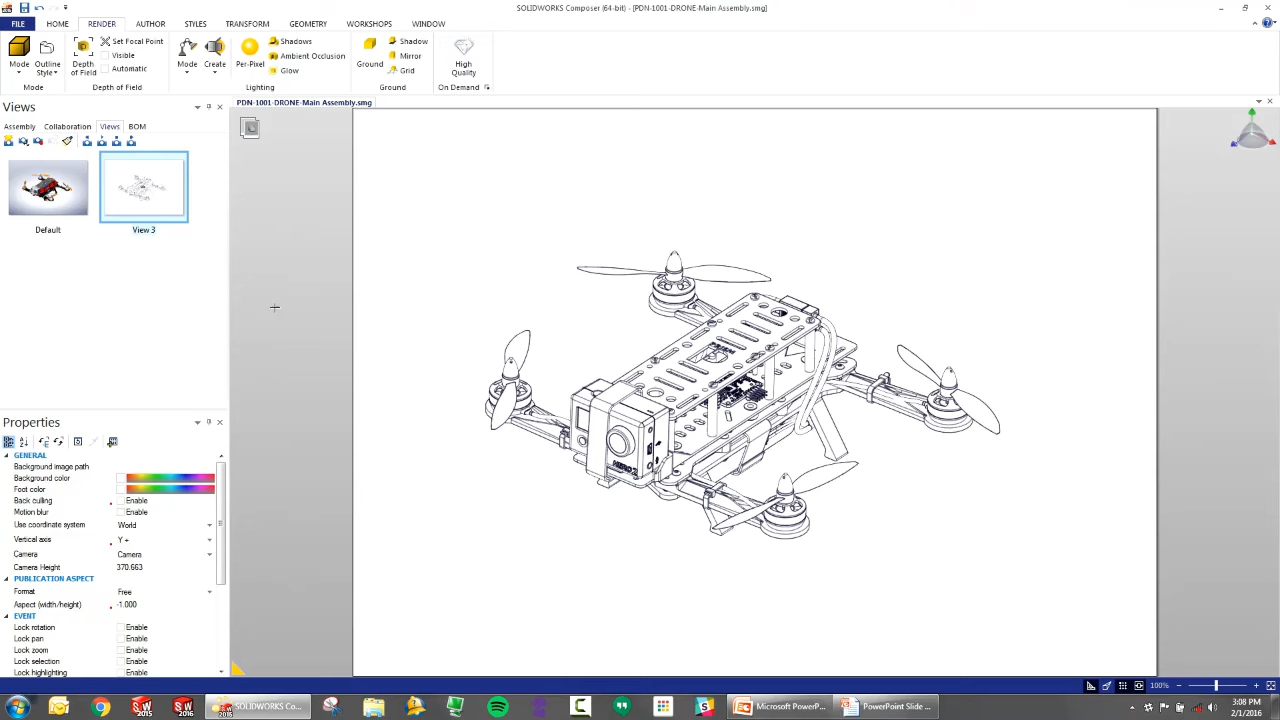 SOLIDWORKS Composer (64-bit) - [PDN-1001-DRONE-Main Assembly.smg]
FILE HOME RENDER AUTHOR STYLES TRANSFORM GEOMETRY WORKSHOPS WINDOW
Mode Outline Style Depth of Field Set Focal Point Visible Automatic Mode Create Per-Pixel Shadows Ambient Occlusion Glow Ground Shadow Mirror Grid High Quality
Mode Depth of Field Lighting Ground On Demand
Views
PDN-1001-DRONE-Main Assembly.smg
Assembly Collaboration Views BOM
Default View 3
Properties
GENERAL
Background image path
Background color
Foot color
Back culling Enable
Motion blur Enable
Use coordinate system World
Vertical axis Y +
Camera Camera
Camera Height 370.663
PUBLICATION ASPECT
Format Free
Aspect (width/height) -1.000
EVENT
Lock rotation Enable
Lock pan Enable
Lock zoom Enable
Lock selection Enable
Lock highlighting Enable
HERO3
100%
2015 2016 2016 SOLIDWORKS Co... Microsoft PowerP... PowerPoint Slide ...
3:08 PM
2/1/2016